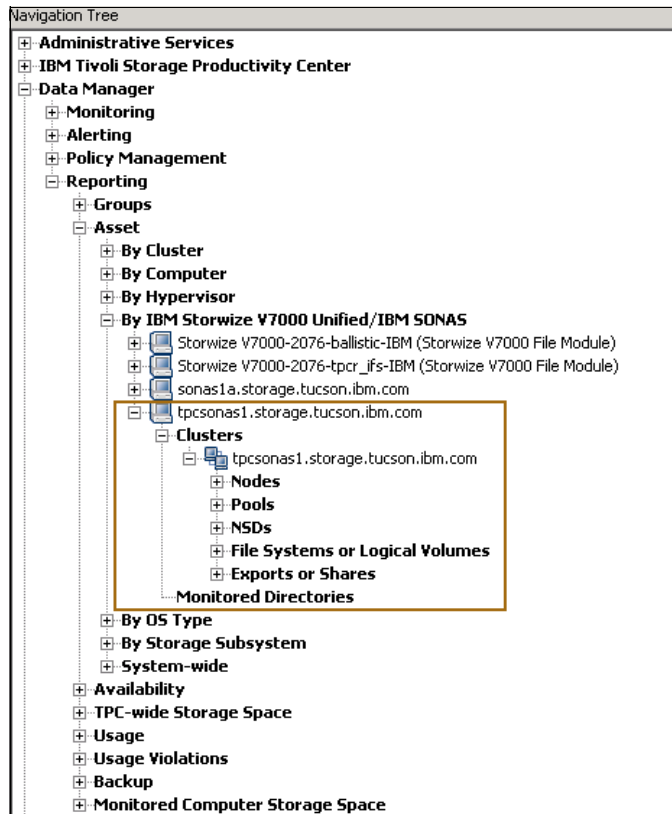 Navigation Tree
Administrative Services
IBM Tivoli Storage Productivity Center
Data Manager
Monitoring
Alerting
Policy Management
Reporting
Groups
Asset
By Cluster
By Computer
By Hypervisor
By IBM Storwize V7000 Unified/IBM SONAS
Storwize V7000-2076-ballistic-IBM (Storwize V7000 File Module)
Storwize V7000-2076-tpcr_ifs-IBM (Storwize V7000 File Module)
sonas1a.storage.tucson.ibm.com
tpcsonas1.storage.tucson.ibm.com
Clusters
tpcsonas1.storage.tucson.ibm.com
Nodes
Pools
NSDs
File Systems or Logical Volumes
Exports or Shares
Monitored Directories
By OS Type
By Storage Subsystem
System-wide
Availability
TPC-wide Storage Space
Usage
Usage Violations
Backup
Monitored Computer Storage Space